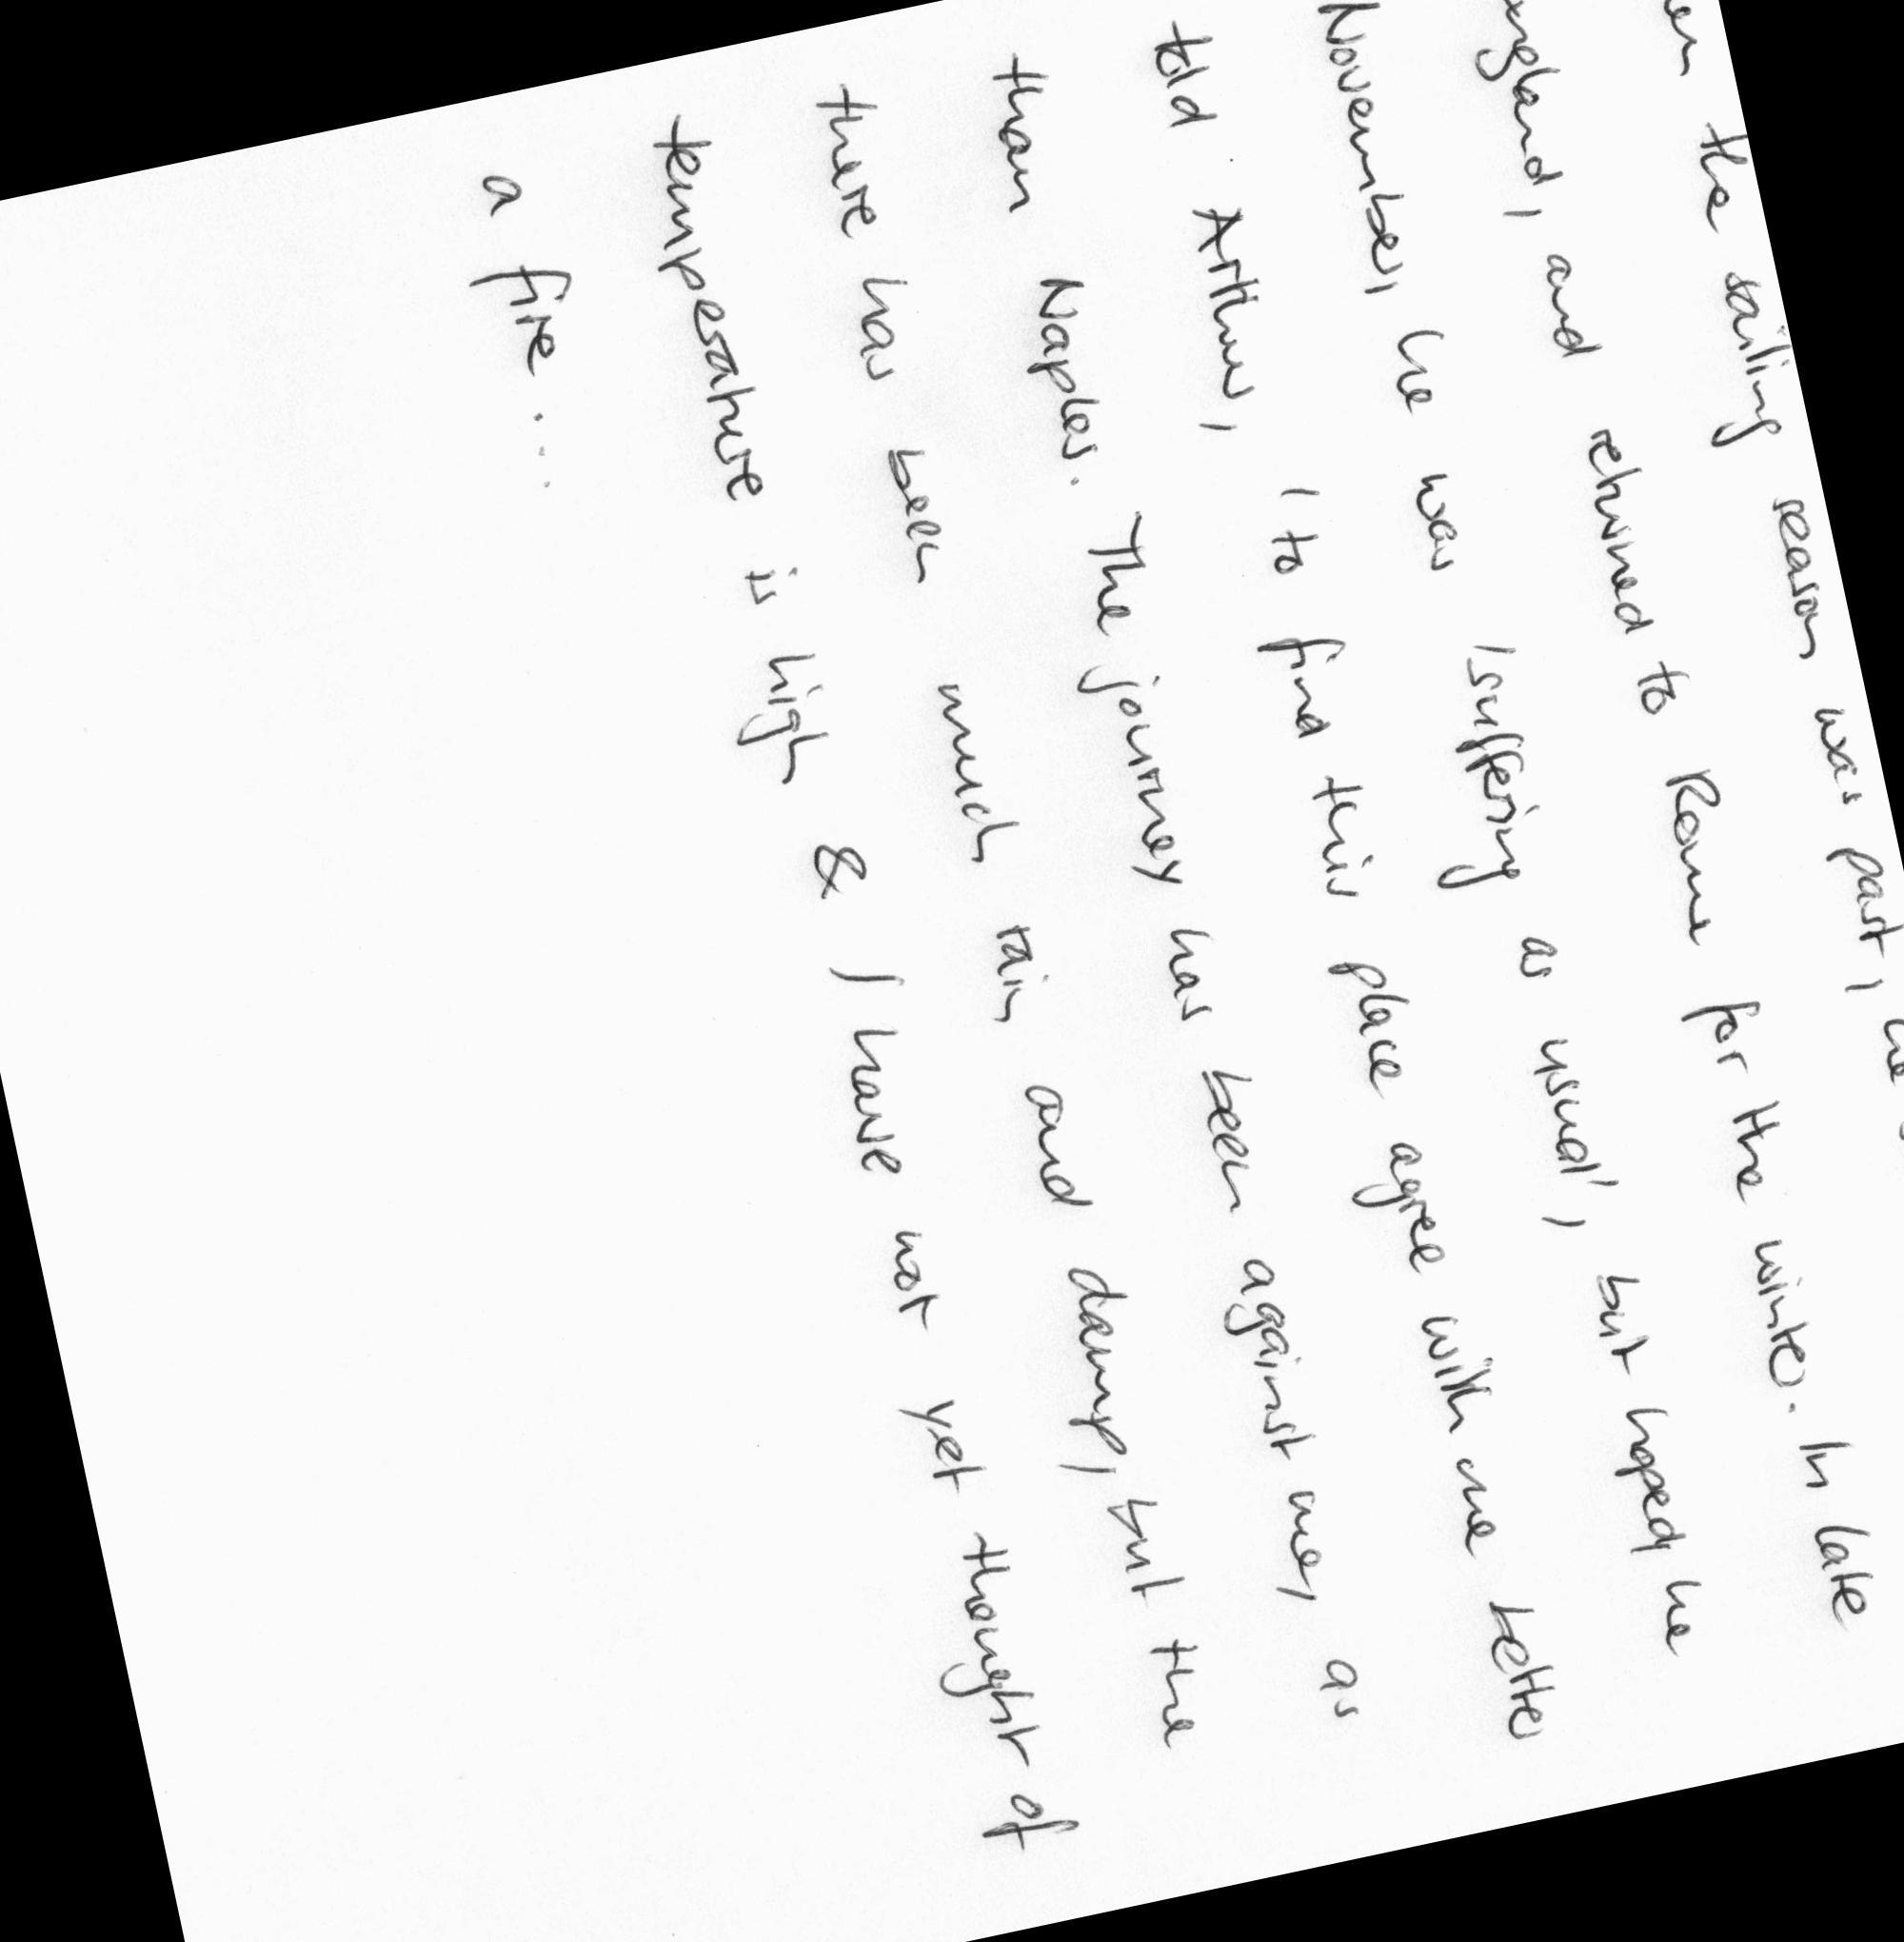 the sailing season was past, he
England, and returned to Rome for the winter. In late
November, he was 'suffering as usual', but hoped, he
told Arthur, 'to find this place agree with me better
than Naples. The journey has been against me, as
there has been much rain and damp, but the
temperature is high & I have not yet thought of
a fire ...